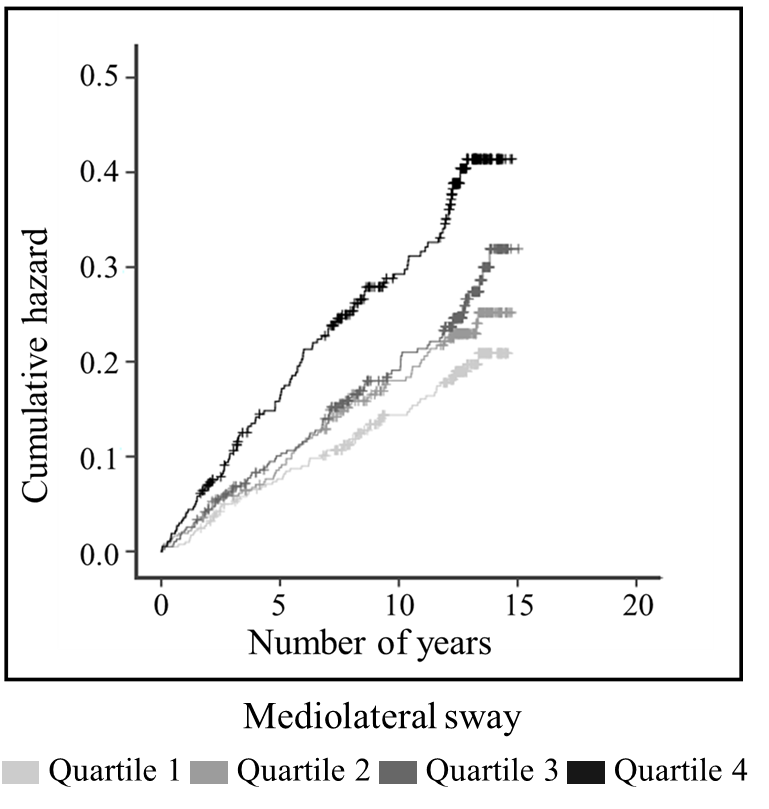 0.5
0.4
0.3
0.2
0.1
0.0
Cumulative hazard
0 5 10 15 20
Number of years
Mediolateral sway
Quartile 1 Quartile 2 Quartile 3 Quartile 4